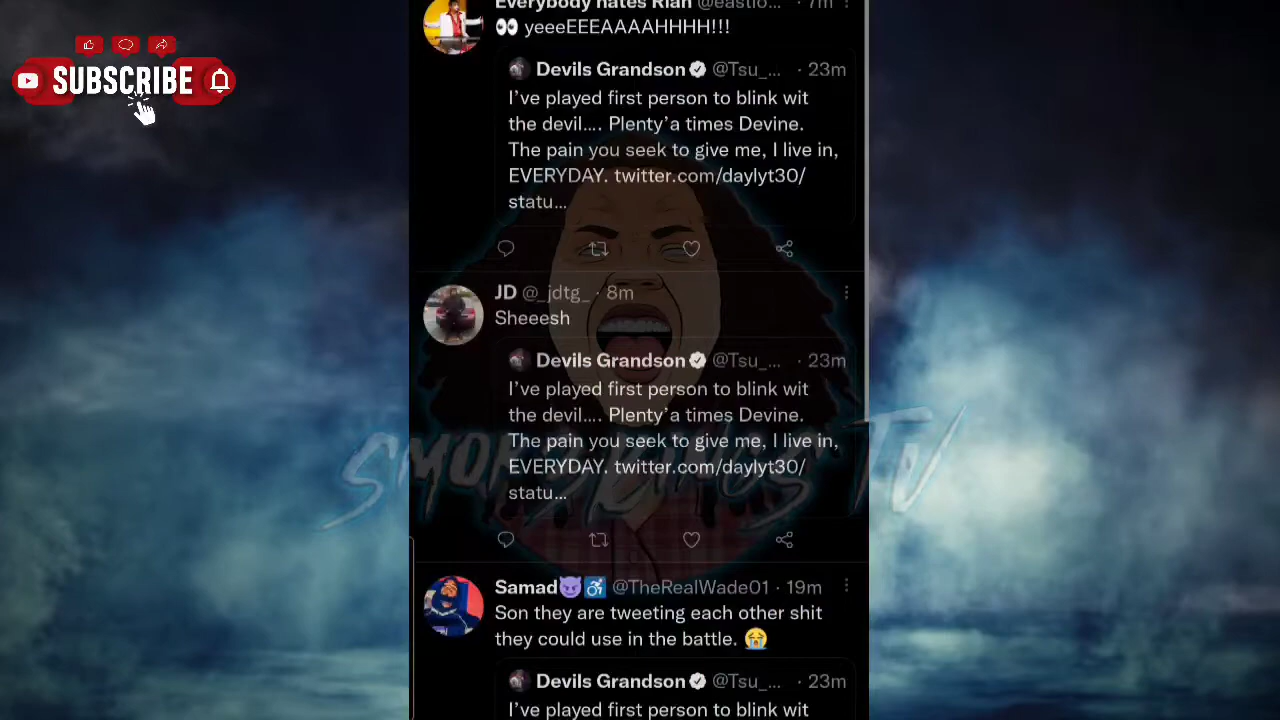 SUBSCRIBE
Everybody hates Rian @eastlo... · 7m
👀 yeeeEEEAAAAHHHH!!!
Devils Grandson @Tsu_... · 23m
I've played first person to blink wit
the devil.... Plenty'a times Devine.
The pain you seek to give me, I live in,
EVERYDAY. twitter.com/daylyt30/
statu...
JD @_jdtg_ · 8m
Sheeesh
Devils Grandson @Tsu_... · 23m
I've played first person to blink wit
the devil.... Plenty'a times Devine.
The pain you seek to give me, I live in,
EVERYDAY. twitter.com/daylyt30/
statu...
TV
Samad😈♿ @TheRealWade01 · 19m
Son they are tweeting each other shit
they could use in the battle. 😭
Devils Grandson @Tsu_... · 23m
I've played first person to blink wit